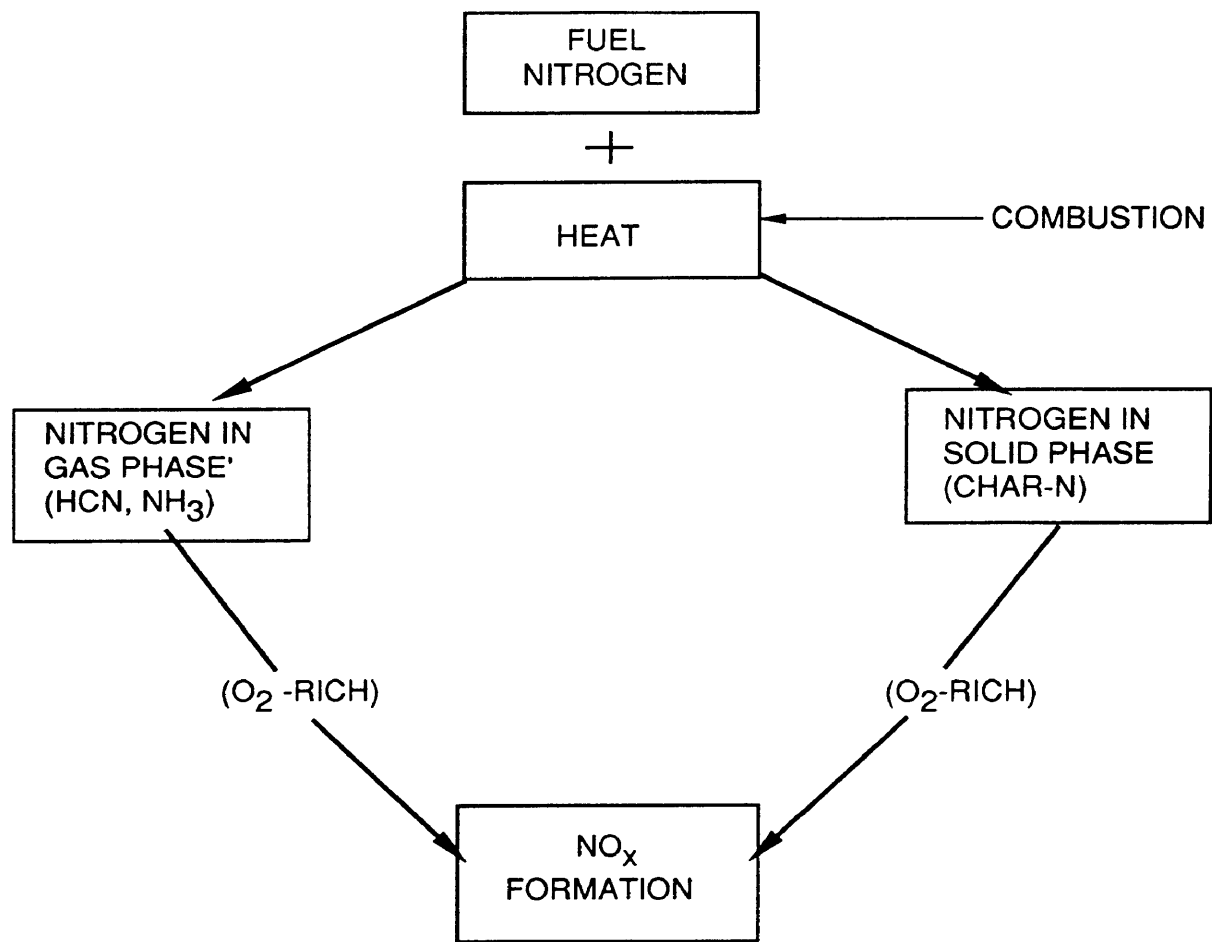 FUEL
NITROGEN
+
HEAT
COMBUSTION
NITROGEN IN
GAS PHASE'
(HCN, NH3)
NITROGEN IN
SOLID PHASE
(CHAR-N)
(O2 -RICH)
(O2-RICH)
NOx
FORMATION